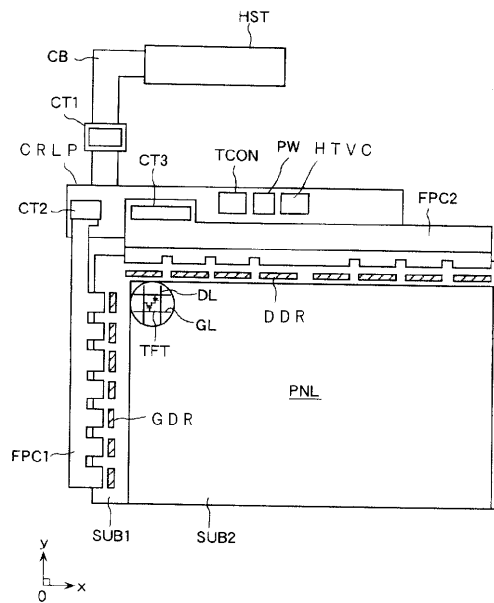 HST
CB
CT1
CRLP
CT3
TCON
PW
HTVC
CT2
FPC2
DL
DDR
GL
TFT
PNL
GDR
FPC1
SUB1
SUB2
y
0
x